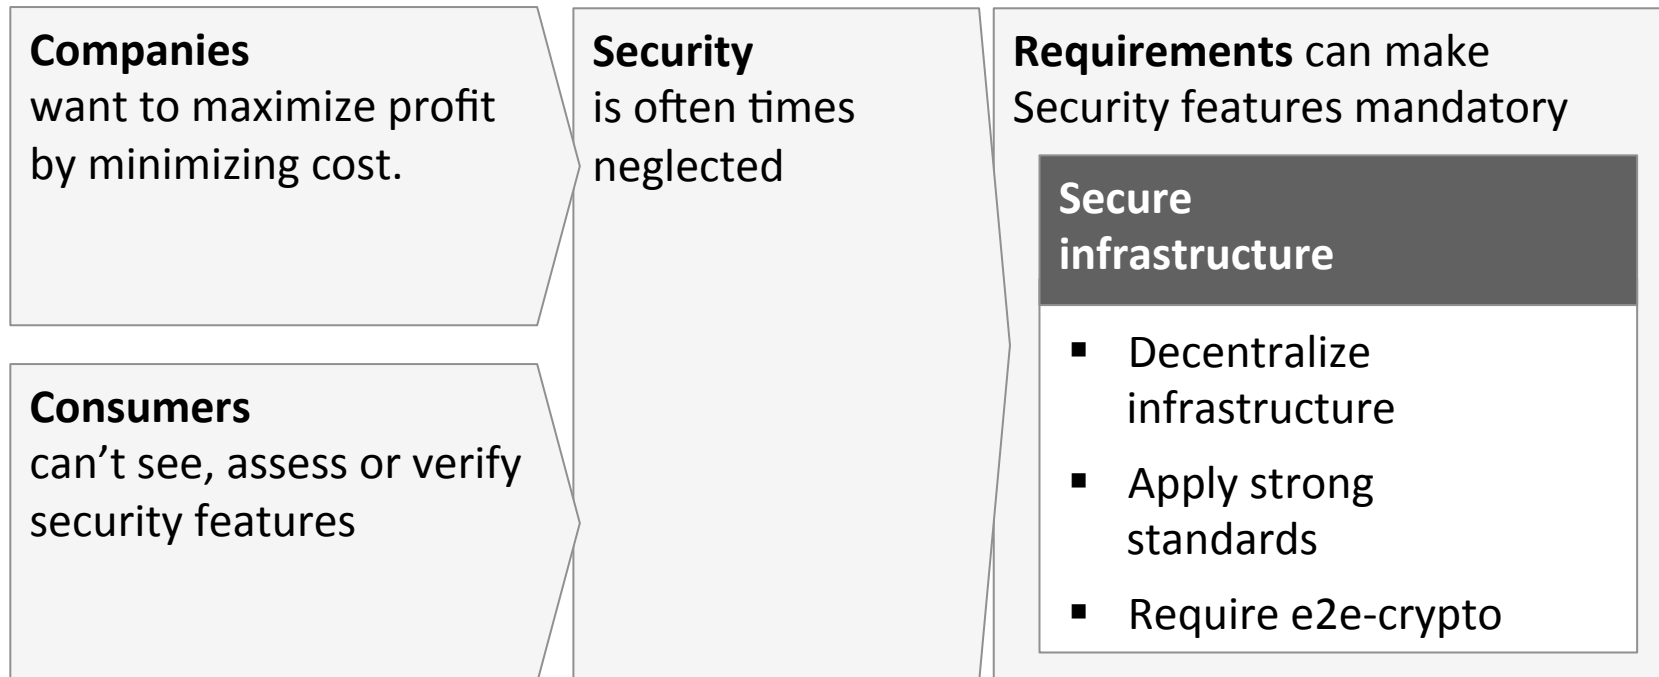 Companies
want to maximize profit
by minimizing cost.
Consumers
can’t see, assess or verify
security features
Security
is often times
neglected
Requirements can make
Security features mandatory
Secure
infrastructure
▪ Decentralize
infrastructure
▪ Apply strong
standards
▪ Require e2e-crypto